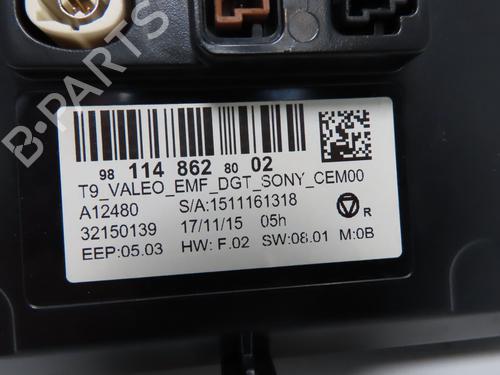 B-PARTS
98 114 862 80 02
T9_VALEO_EMF_DGT_SONY_CEM00
A12480 S/A:1511161318
32150139 17/11/15 05h
R
EEP:05.03 HW:F.02 SW:08.01 M:0B